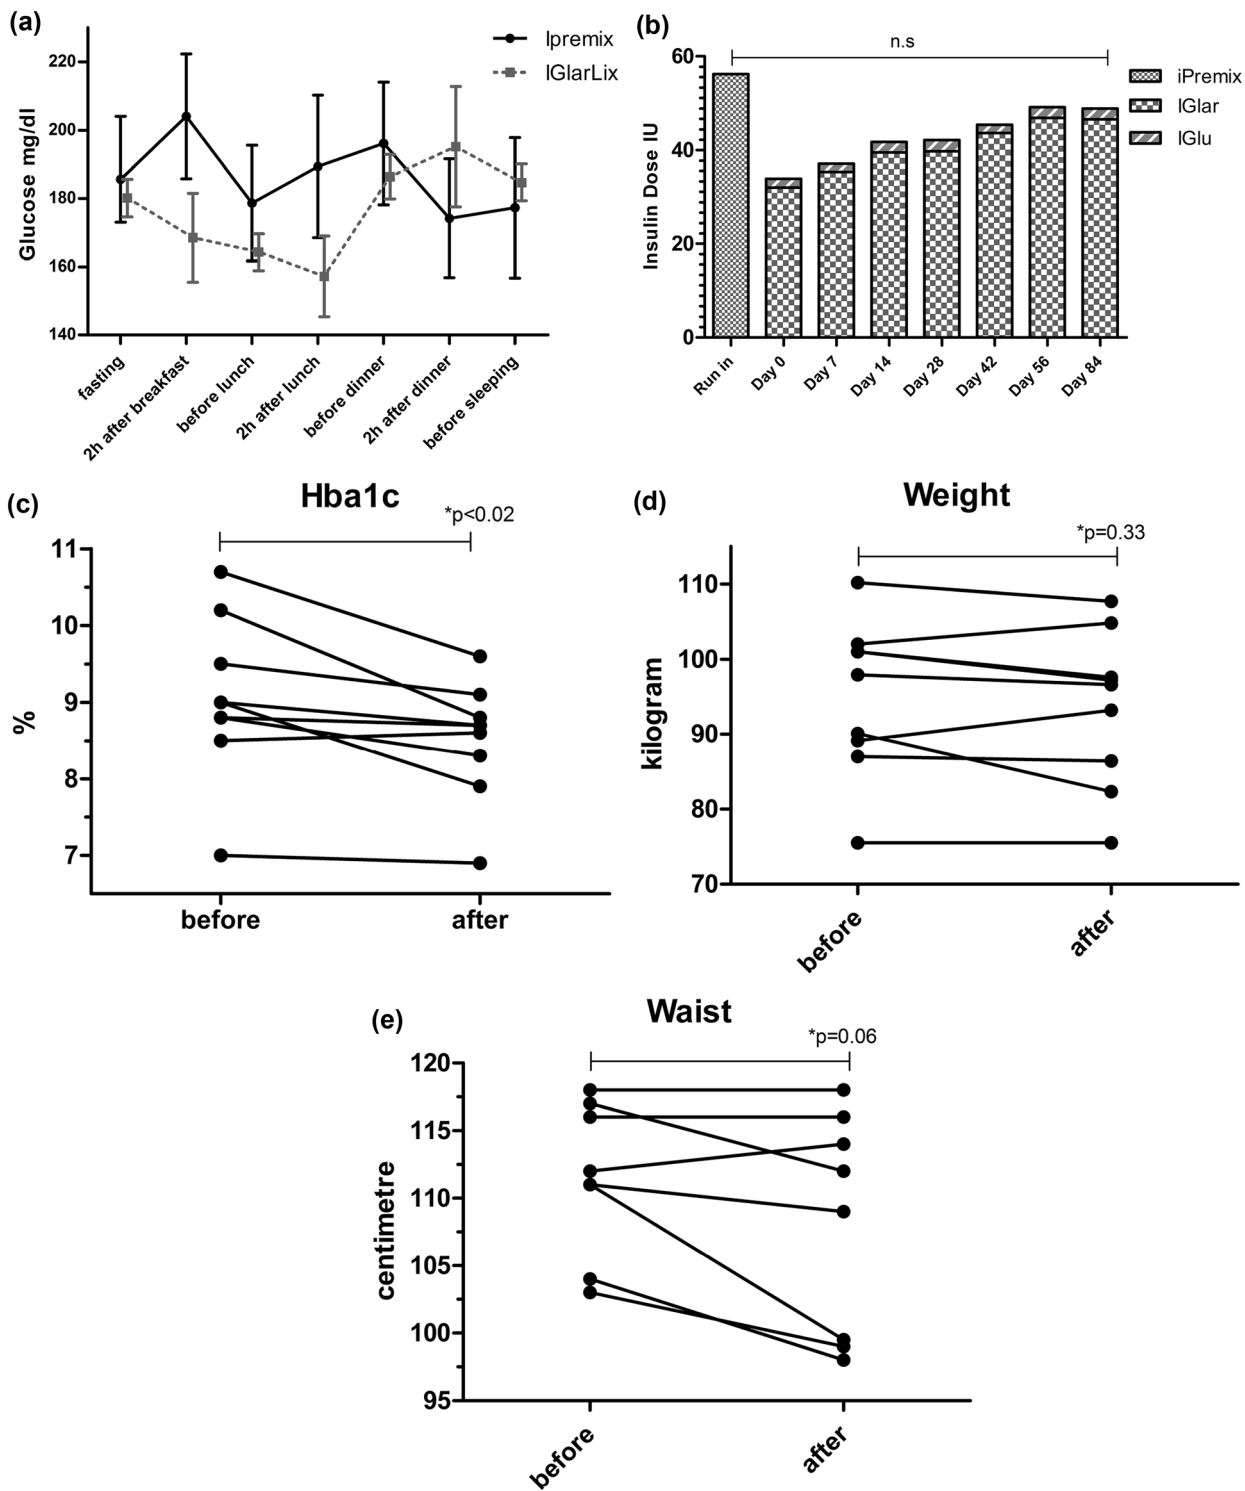 (a)
Ipremix
IGlarLix
Glucose mg/dl
220
200
180
160
140
fasting
2h after breakfast
before lunch
2h after lunch
before dinner
2h after dinner
before sleeping
(b)
n.s
iPremix
IGlar
IGlu
Insulin Dose IU
60
40
20
0
Run in
Day 0
Day 7
Day 14
Day 28
Day 42
Day 56
Day 84
(c)
Hba1c
*p<0.02
%
11
10
9
8
7
before
after
(d)
Weight
*p=0.33
kilogram
110
100
90
80
70
before
after
(e)
Waist
*p=0.06
centimetre
120
115
110
105
100
95
before
after